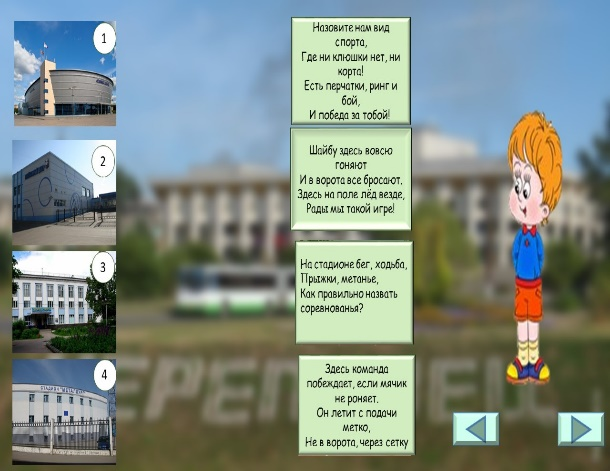 1
Назовите нам вид
спорта,
Где ни клюшки нет, ни
корта!
Есть перчатки, ринг и
бой,
И победа за тобой!
2
Шайбу здесь вовсю
гоняют
И в ворота все бросают,
Здесь на поле лёд везде,
Рады мы такой игре!
3
На стадионе бег, ходьба,
Прыжки, метанье,
Как правильно назвать
соревнованья?
4
Здесь команда
побеждает, если мячик
не роняет.
Он летит с подачи
метко,
Не в ворота, через сетку
ЕРЕПОВЕЦ